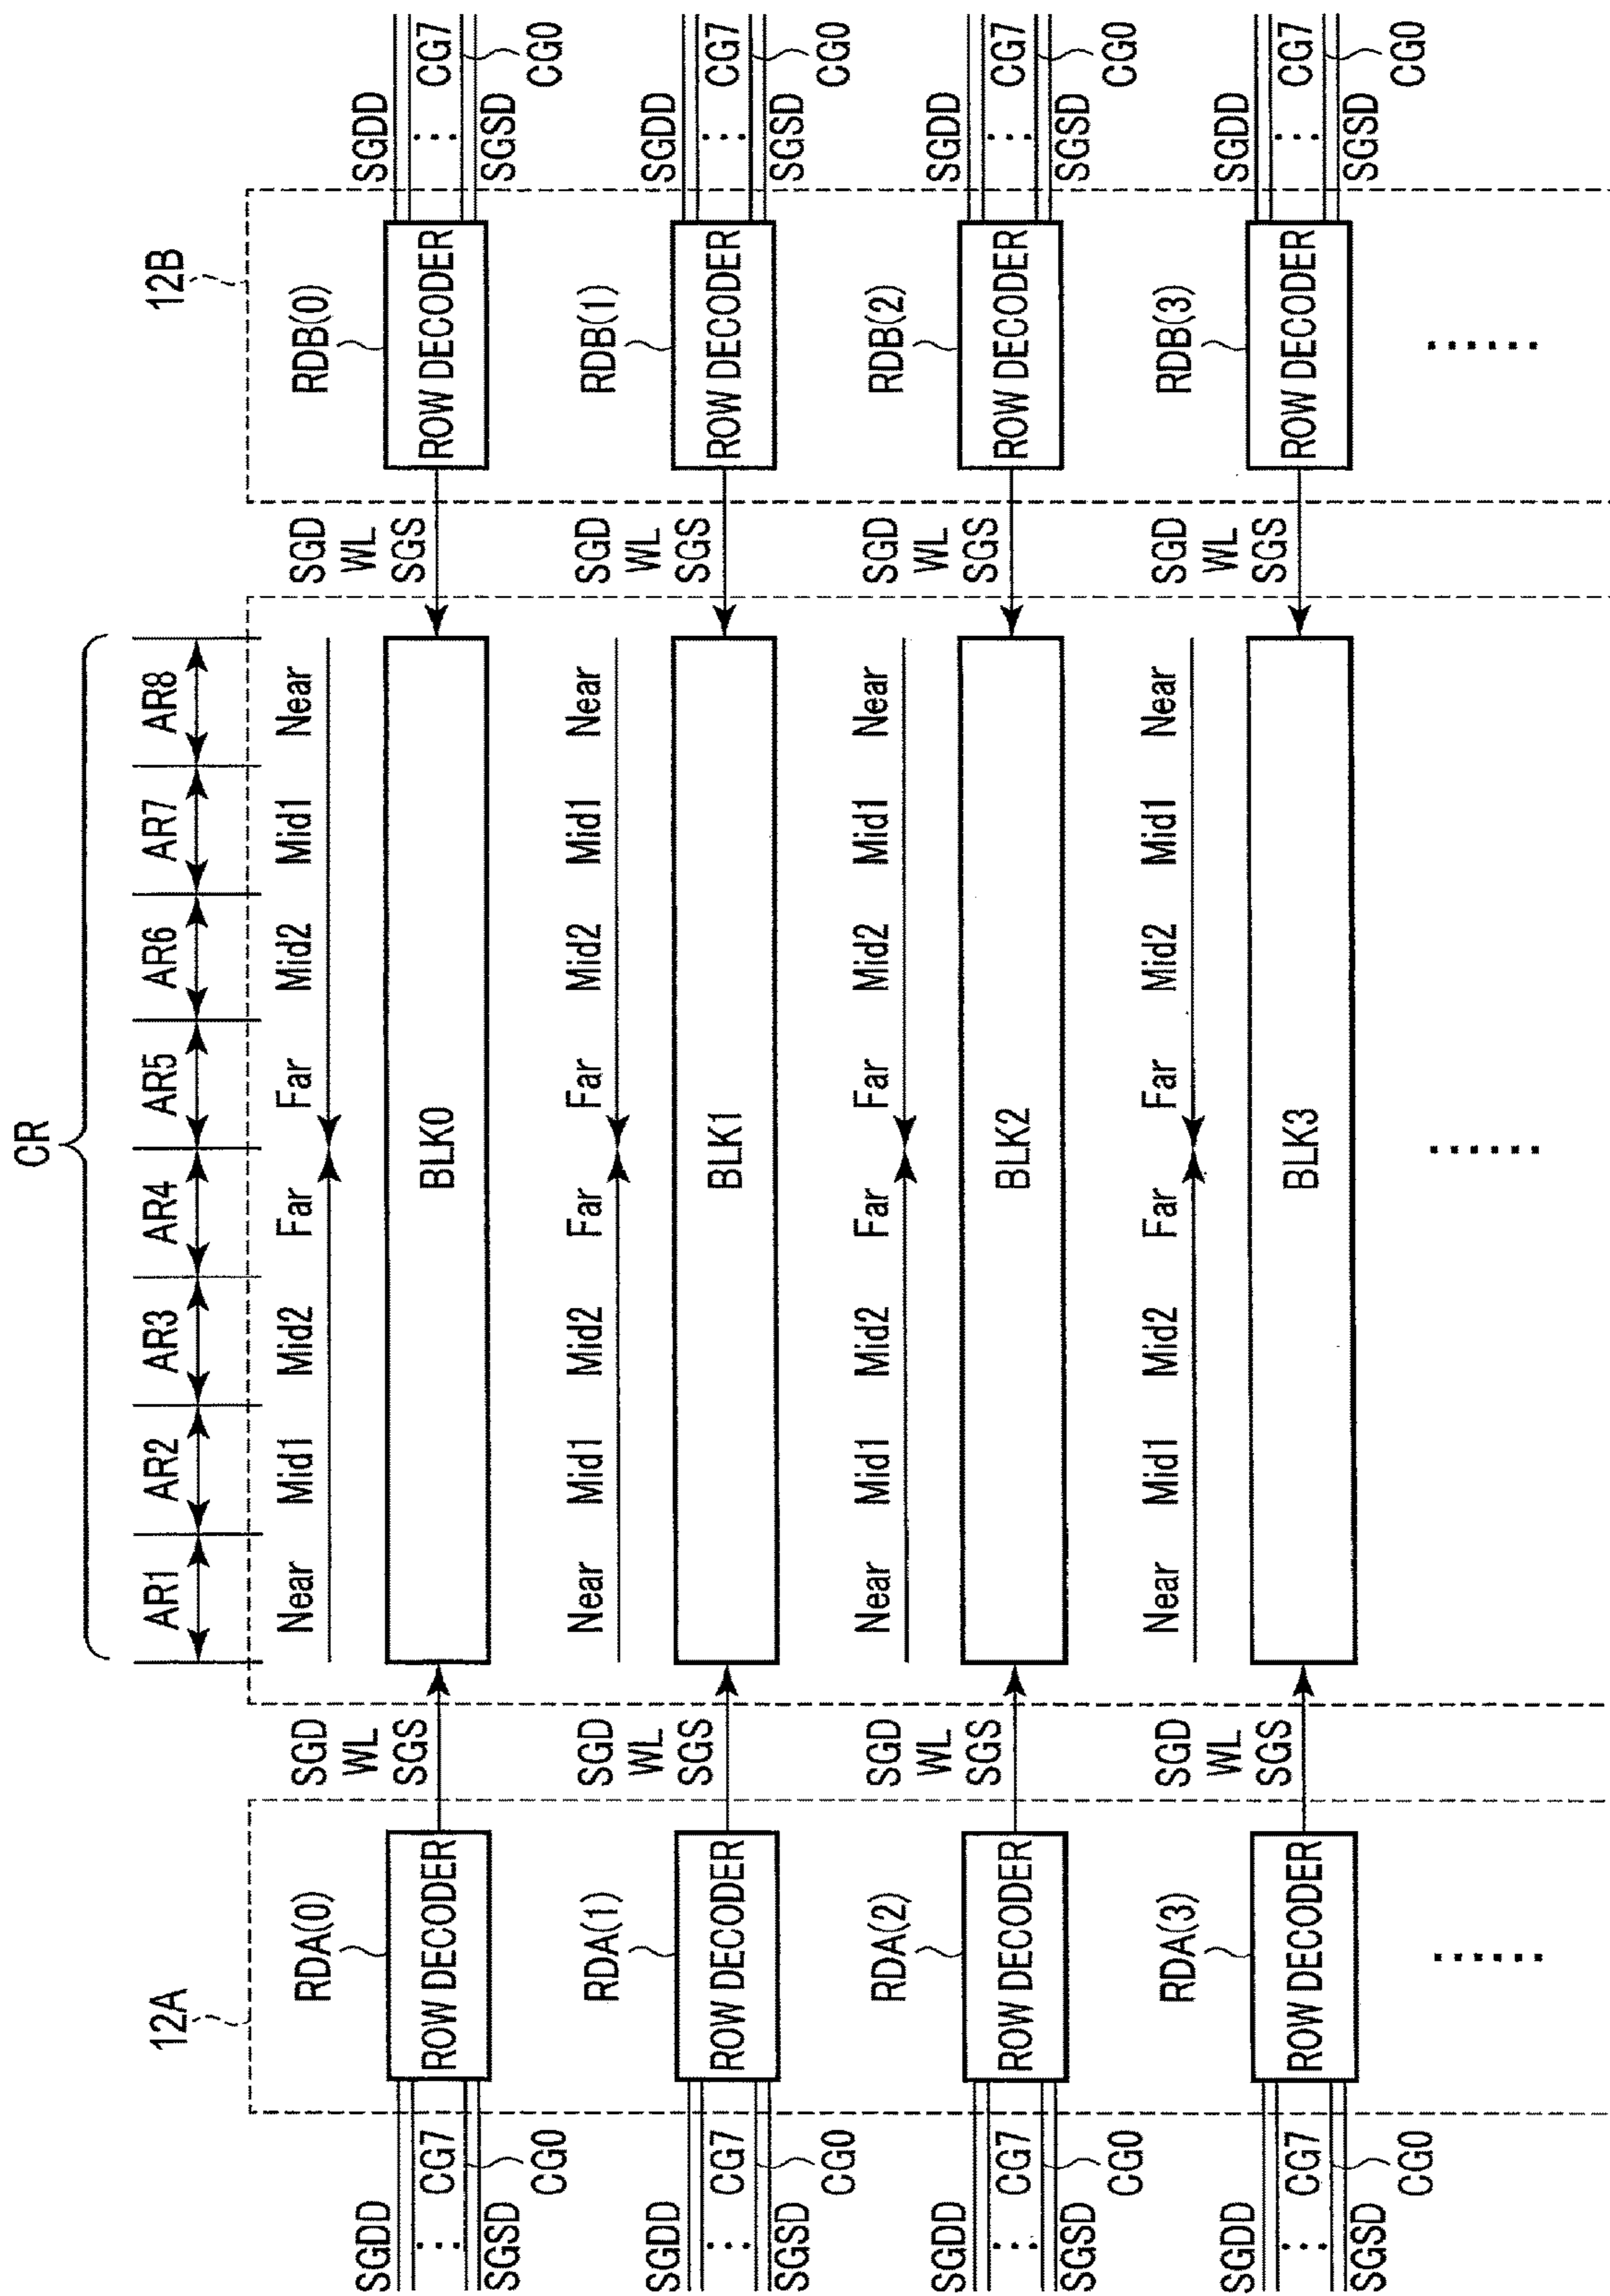 CR
AR1 AR2 AR3 AR4 AR5 AR6 AR7 AR8
12A
12B
Near Mid1 Mid2 Far Far Mid2 Mid1 Near
RDA(0)
SGD
WL
SGS
SGD
WL
SGS
RDB(0)
SGDD
CG7
SGSD
CG0
ROW DECODER
BLK0
ROW DECODER
SGDD
CG7
SGSD
CG0
Near Mid1 Mid2 Far Far Mid2 Mid1 Near
RDA(1)
SGD
WL
SGS
SGD
WL
SGS
RDB(1)
SGDD
CG7
SGSD
CG0
ROW DECODER
BLK1
ROW DECODER
SGDD
CG7
SGSD
CG0
Near Mid1 Mid2 Far Far Mid2 Mid1 Near
RDA(2)
SGD
WL
SGS
SGD
WL
SGS
RDB(2)
SGDD
CG7
SGSD
CG0
ROW DECODER
BLK2
ROW DECODER
SGDD
CG7
SGSD
CG0
Near Mid1 Mid2 Far Far Mid2 Mid1 Near
RDA(3)
SGD
WL
SGS
SGD
WL
SGS
RDB(3)
SGDD
CG7
SGSD
CG0
ROW DECODER
BLK3
ROW DECODER
SGDD
CG7
SGSD
CG0